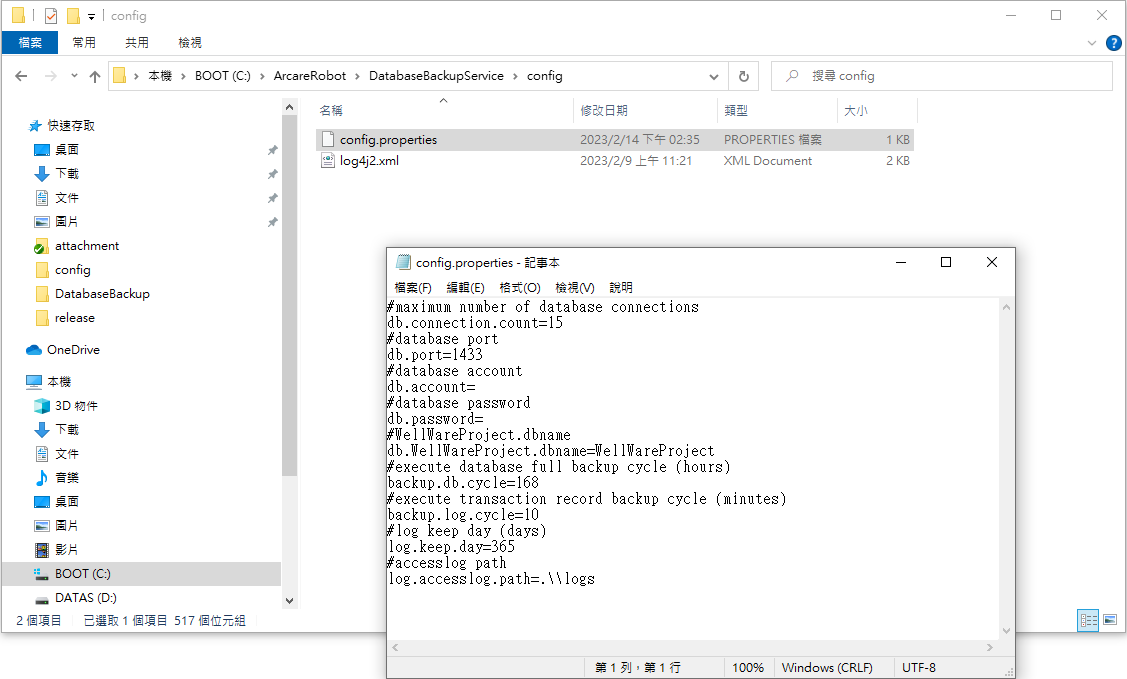 config
檔案 常用 共用 檢視
本機 › BOOT (C:) › ArcareRobot › DatabaseBackupService › config
搜尋 config
名稱 修改日期 類型 大小
config.properties 2023/2/14 下午 02:35 PROPERTIES 檔案 1 KB
log4j2.xml 2023/2/9 上午 11:21 XML Document 2 KB
快速存取
桌面
下載
文件
圖片
attachment
config
DatabaseBackup
release
OneDrive
本機
3D 物件
下載
文件
音樂
桌面
圖片
影片
BOOT (C:)
DATAS (D:)
2 個項目 已選取 1 個項目 517 個位元組
config.properties - 記事本
檔案(F) 編輯(E) 格式(O) 檢視(V) 說明
#maximum number of database connections
db.connection.count=15
#database port
db.port=1433
#database account
db.account=
#database password
db.password=
#WellWareProject.dbname
db.WellWareProject.dbname=WellWareProject
#execute database full backup cycle (hours)
backup.db.cycle=168
#execute transaction record backup cycle (minutes)
backup.log.cycle=10
#log keep day (days)
log.keep.day=365
#accesslog path
log.accesslog.path=.\\logs
第 1 列，第 1 行 100% Windows (CRLF) UTF-8